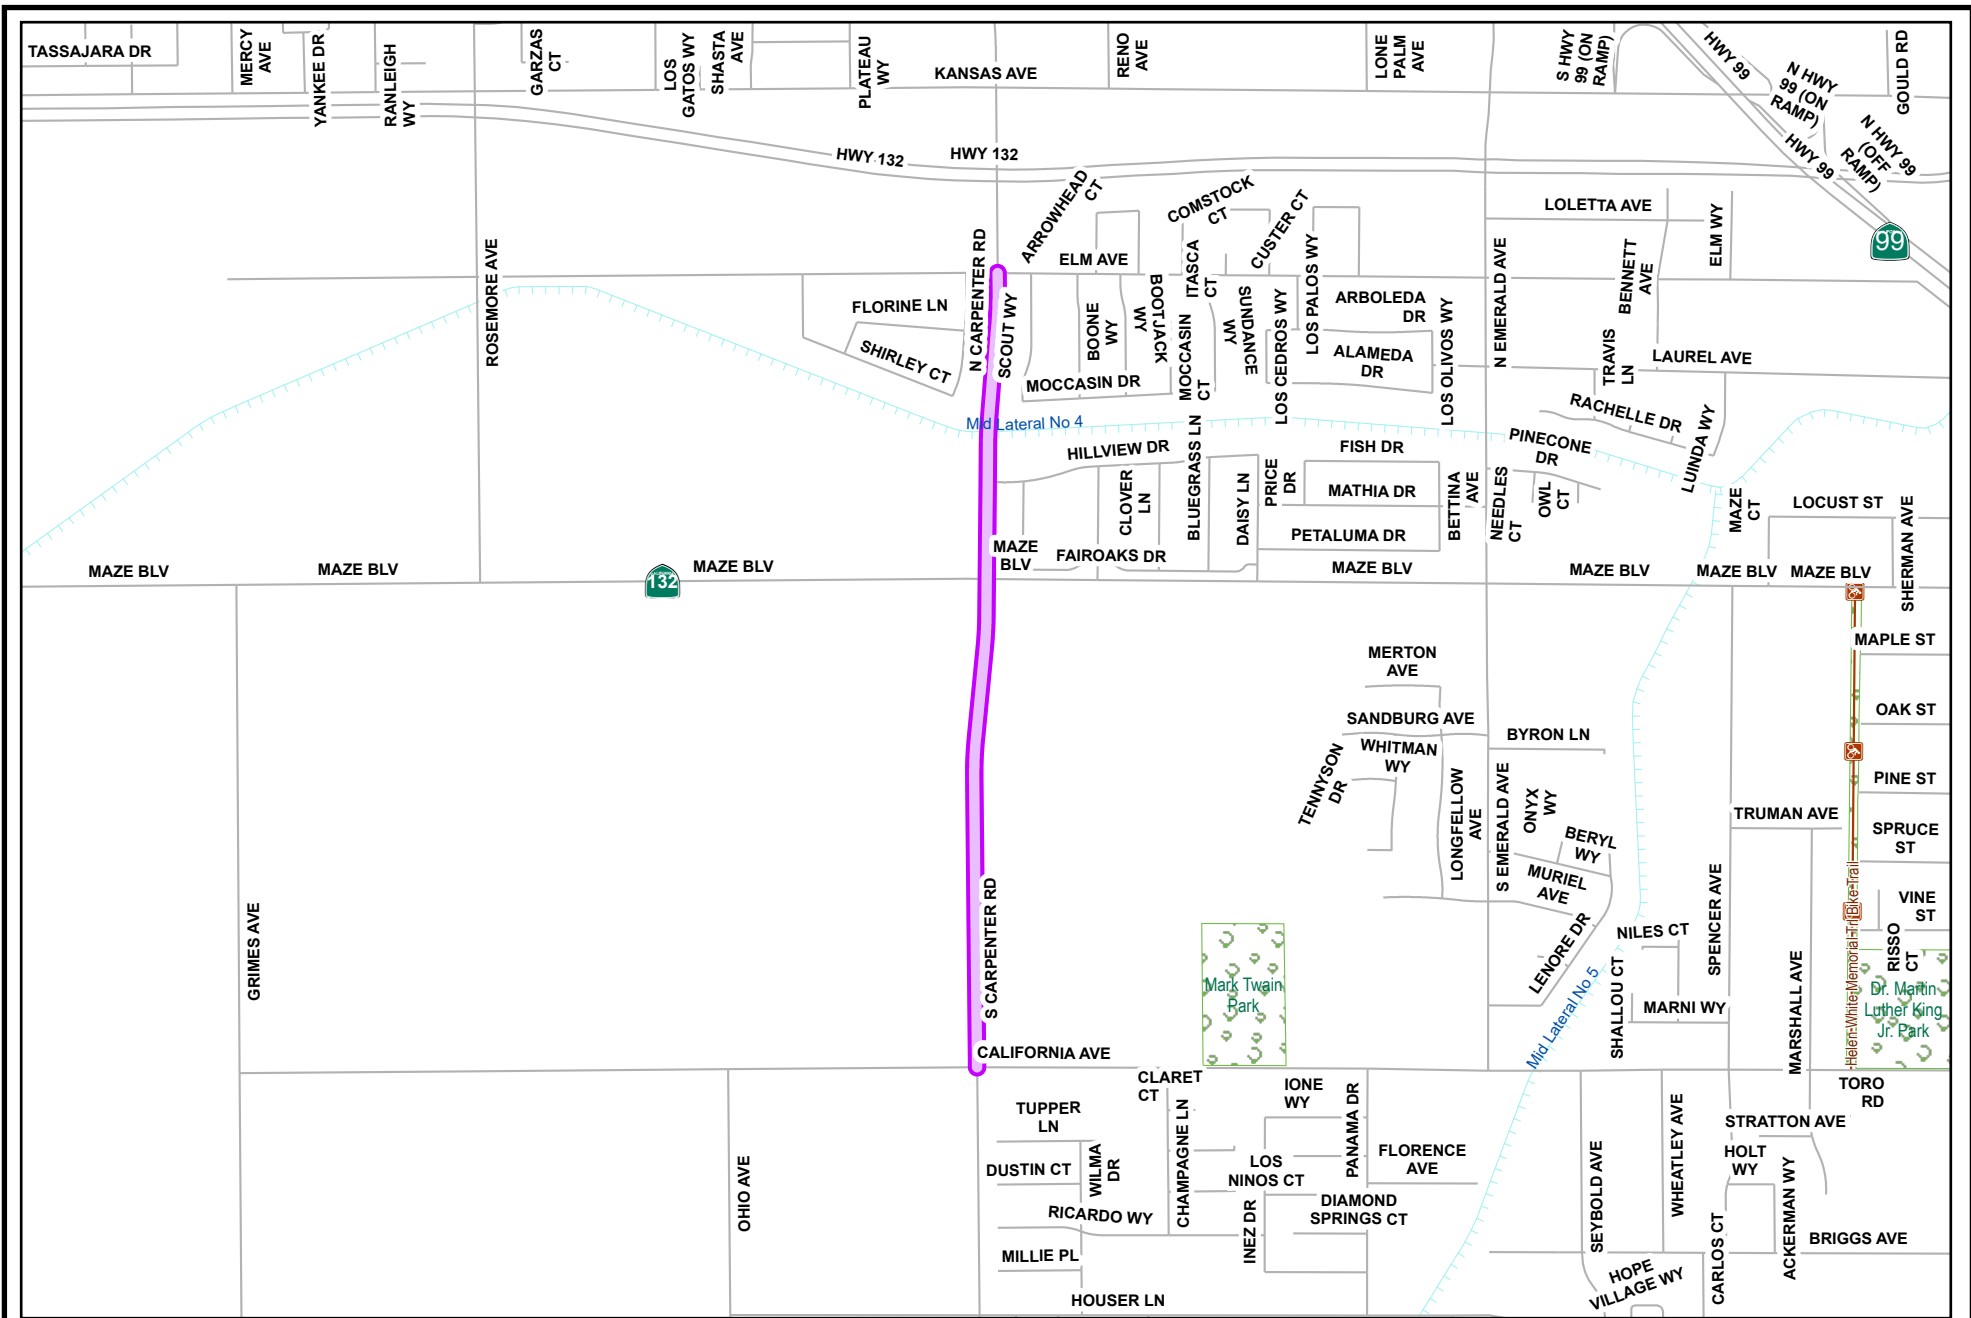 TASSAJARA DR
MERCY
AVE
YANKEE DR
RANLEIGH
WY
GARZAS
CT
LOS
GATOS WY
SHASTA
AVE
PLATEAU
WY
KANSAS AVE
RENO
AVE
LONE
PALM
AVE
S HWY
99 (ON
RAMP)
HWY 99
N HWY
99 (ON
RAMP)
GOULD RD
HWY 132
HWY 132
HWY 99
N HWY 99
(OFF
RAMP)
99
ARROWHEAD
CT
COMSTOCK
CT
CUSTER CT
LOLETTA AVE
ELM WY
ROSEMORE AVE
N CARPENTER RD
ELM AVE
ITASCA
CT
LOS PALOS WY
N EMERALD AVE
BENNETT
AVE
FLORINE LN
SHIRLEY CT
SCOUT WY
BOONE
WY
BOOTJACK
WY
MOCCASIN
CT
SUNDANCE
WY
LOS CEDROS WY
ARBOLEDA
DR
ALAMEDA
DR
LOS OLIVOS WY
TRAVIS
LN
LAUREL AVE
MOCCASIN DR
RACHELLE DR
LUINDA WY
Mid Lateral No 4
HILLVIEW DR
BLUEGRASS LN
FISH DR
PINECONE
DR
CLOVER
LN
DAISY LN
PRICE
DR
MATHIA DR
BETTINA
AVE
NEEDLES
CT
OWL
CT
MAZE
CT
LOCUST ST
SHERMAN AVE
PETALUMA DR
MAZE
BLV
FAIROAKS DR
MAZE BLV
MAZE BLV
132
MAZE BLV
MAZE BLV
MAZE BLV
MAZE BLV
MAZE BLV
MAPLE ST
MERTON
AVE
OAK ST
SANDBURG AVE
BYRON LN
WHITMAN
WY
TENNYSON
DR
LONGFELLOW
AVE
S EMERALD AVE
ONYX
WY
PINE ST
TRUMAN AVE
SPRUCE
ST
BERYL
WY
MURIEL
AVE
VINE
ST
GRIMES AVE
S CARPENTER RD
LENORE DR
NILES CT
SPENCER AVE
RISSO
CT
Helen White Memorial Trl Bike Trail
Mark Twain
Park
Mid Lateral No 5
SHALLOU CT
MARNI WY
MARSHALL AVE
Dr. Martin
Luther King
Jr. Park
CALIFORNIA AVE
CLARET
CT
IONE
WY
PANAMA DR
TORO
RD
TUPPER
LN
CHAMPAGNE LN
STRATTON AVE
WHEATLEY AVE
DUSTIN CT
WILMA
DR
LOS
NINOS CT
FLORENCE
AVE
SEYBOLD AVE
HOLT
WY
OHIO AVE
RICARDO WY
INEZ DR
DIAMOND
SPRINGS CT
CARLOS CT
ACKERMAN WY
BRIGGS AVE
MILLIE PL
HOPE
VILLAGE WY
HOUSER LN